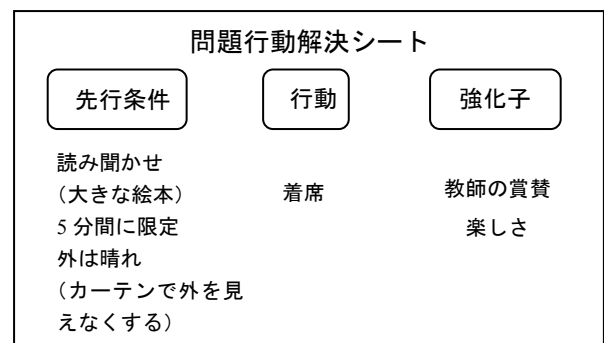 問題行動解決シート
先行条件
行動
強化子
読み聞かせ
(大きな絵本)
5 分間に限定
外は晴れ
(カーテンで外を見
えなくする)
着席
教師の賞賛
楽しさ